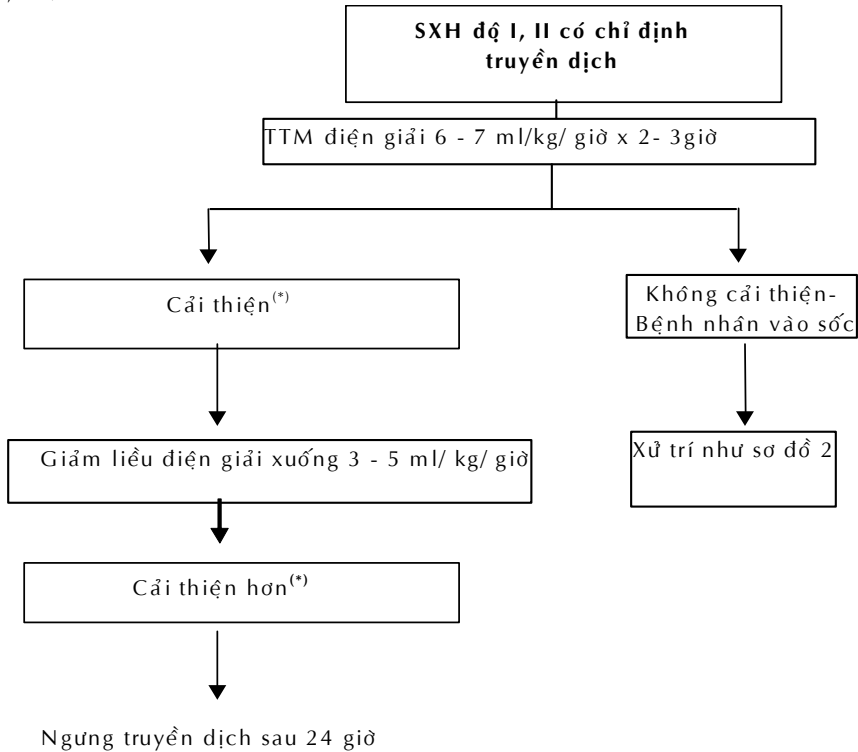 SXH độ I, II có chỉ định
truyền dịch
TTM điện giải 6 - 7 ml/kg/ giờ x 2- 3giờ
Cải thiện(*)
Không cải thiện-
Bệnh nhân vào sốc
Giảm liều điện giải xuống 3 - 5 ml/ kg/ giờ
Xử trí như sơ đồ 2
Cải thiện hơn(*)
Ngưng truyền dịch sau 24 giờ